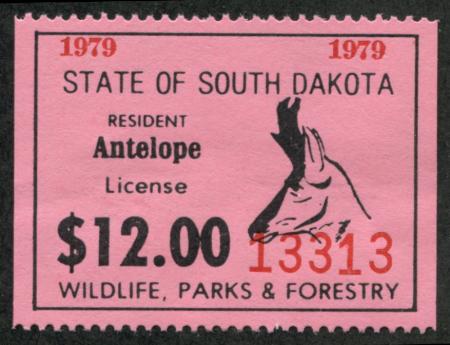 1979 1979
STATE OF SOUTH DAKOTA
RESIDENT
Antelope
License
$12.00
13313
WILDLIFE, PARKS & FORESTRY